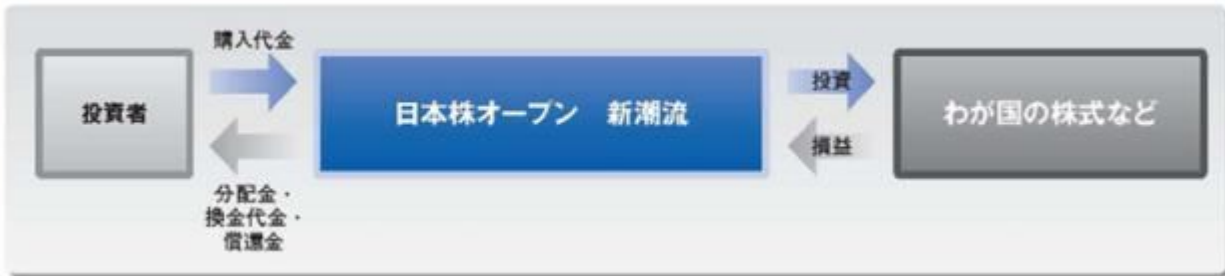 購入代金
投資者
日本株オープン 新潮流
投資
わが国の株式など
損益
分配金・
換金代金・
償還金